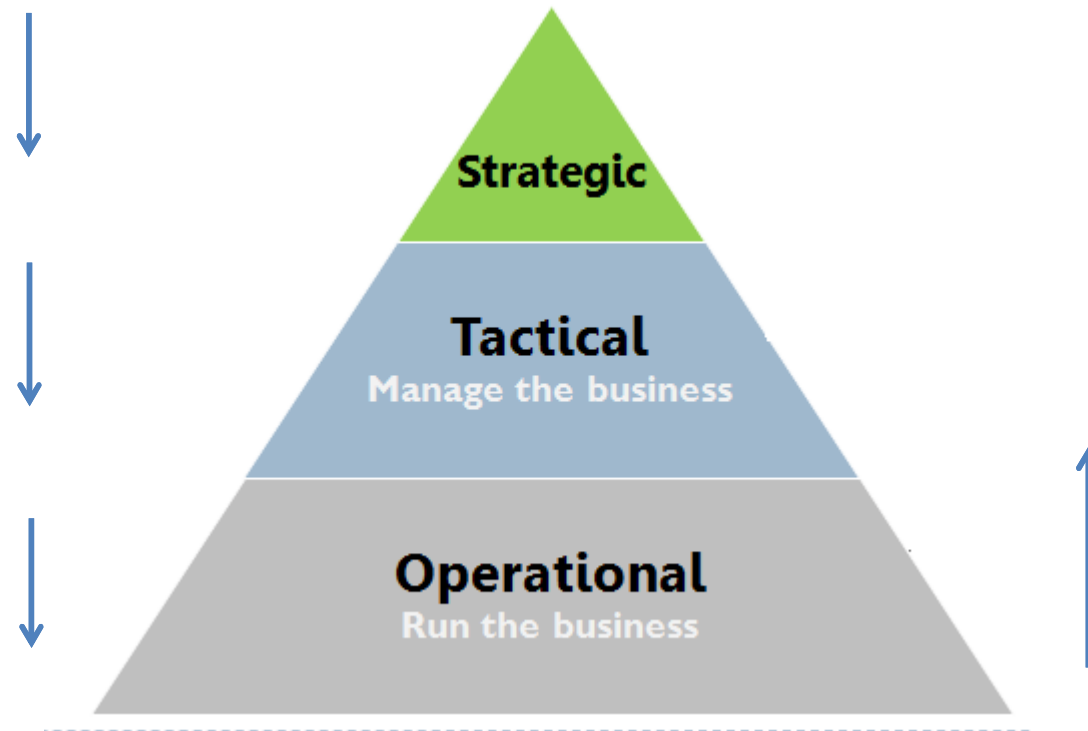 Strategic
Tactical
Manage the business
Operational
Run the business